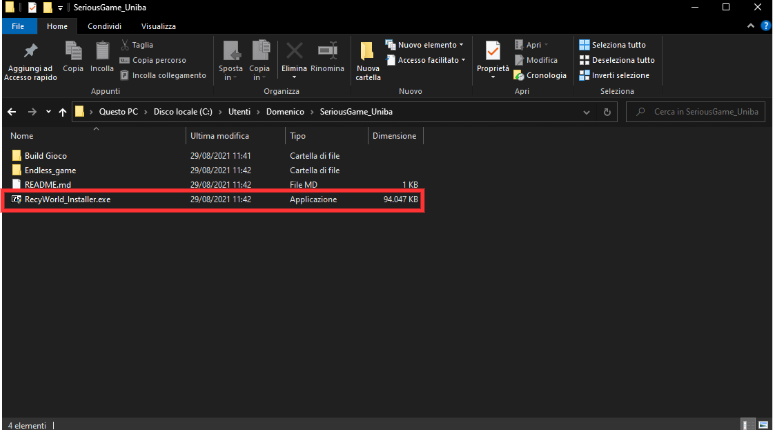 SeriousGame_Uniba
File Home Condividi Visualizza
Aggiungi ad Accesso rapido
Copia
Incolla
Taglia
Copia percorso
Incolla collegamento
Appunti
Sposta in
Copia in
Elimina
Rinomina
Organizza
Nuova cartella
Nuovo elemento
Accesso facilitato
Nuovo
Proprietà
Apri
Modifica
Cronologia
Apri
Seleziona tutto
Deseleziona tutto
Inverti selezione
Seleziona
Questo PC > Disco locale (C:) > Utenti > Domenico > SeriousGame_Uniba
Cerca in SeriousGame_Uniba
Nome Ultima modifica Tipo Dimensione
Build Gioco 29/08/2021 11:41 Cartella di file
Endless_game 29/08/2021 11:42 Cartella di file
README.md 29/08/2021 11:42 File MD 1 KB
RecyWorld_Installer.exe 29/08/2021 11:42 Applicazione 94.047 KB
4 elementi